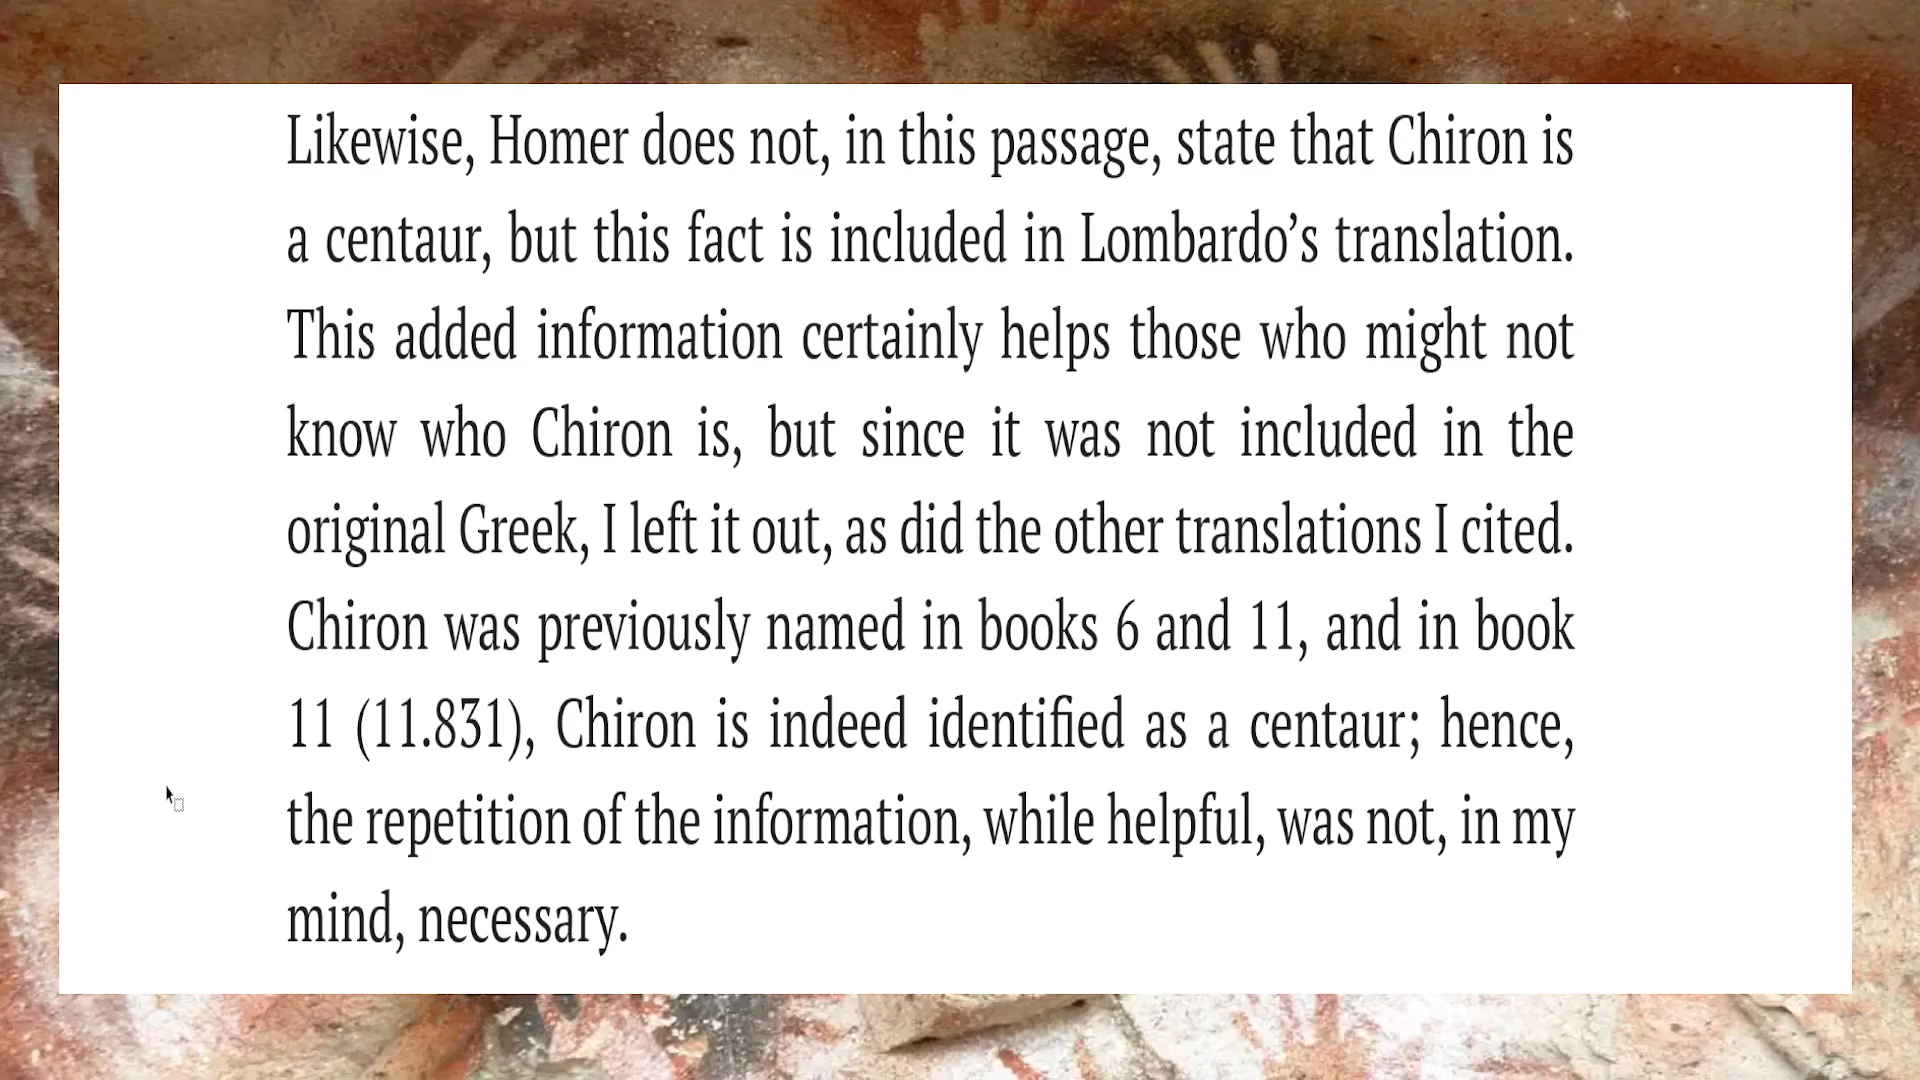 Likewise, Homer does not, in this passage, state that Chiron is
a centaur, but this fact is included in Lombardo’s translation.
This added information certainly helps those who might not
know who Chiron is, but since it was not included in the
original Greek, I left it out, as did the other translations I cited.
Chiron was previously named in books 6 and 11, and in book
11 (11.831), Chiron is indeed identified as a centaur; hence,
the repetition of the information, while helpful, was not, in my
mind, necessary.